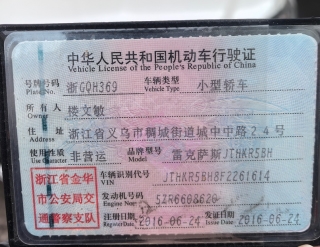 中华人民共和国机动车行驶证
Vehicle License of the People's Republic of China
号牌号码 浙GQH369 车辆类型 小型轿车
Plate No. Vehicle Type
所有人 楼文敏
Owner
住址 浙江省义乌市稠城街道城中中路24号
Address
使用性质 非营运 品牌型号 雷克萨斯JTHKR5BH
Use Character
浙江省金华 车辆识别代号 JTHKR5BH8F2261614
VIN
市公安局交 发动机号码 5ZR6608620
Engine No.
通警察支队 注册日期 2016-06-24 发证日期 2016-06-24
Register Date Issue Date